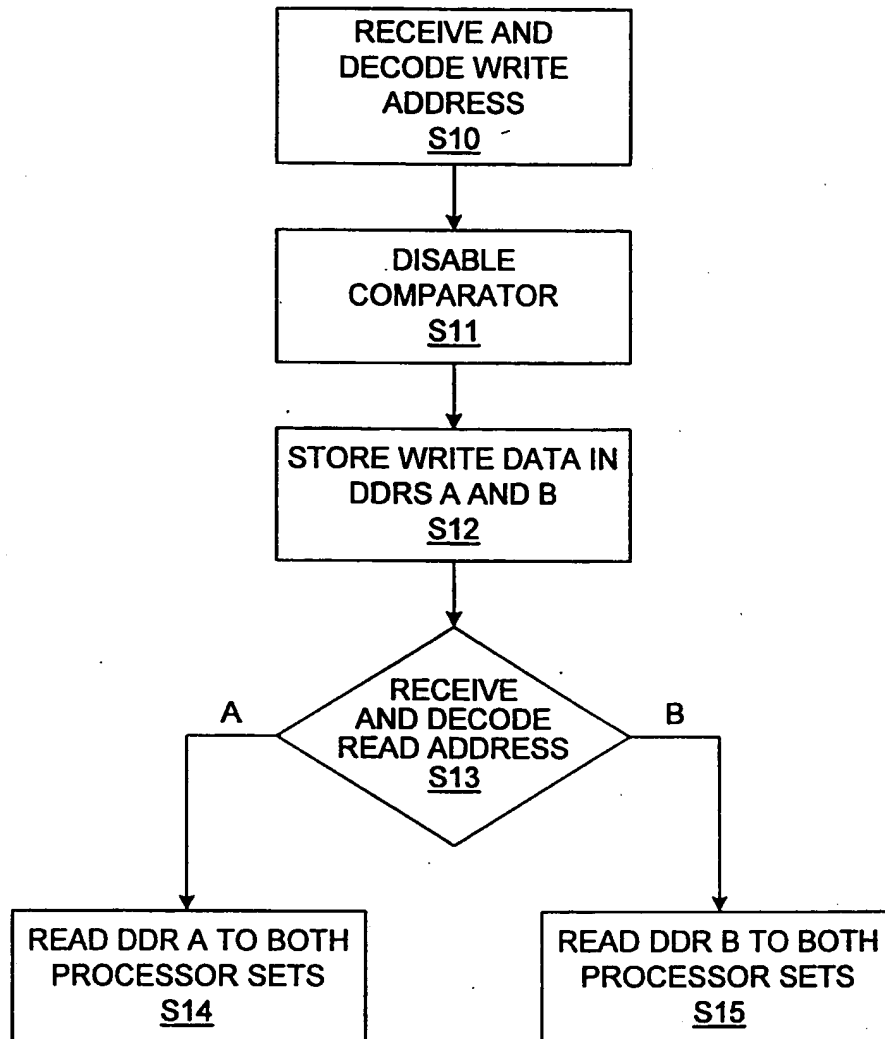 RECEIVE AND
DECODE WRITE
ADDRESS
S10
DISABLE
COMPARATOR
S11
STORE WRITE DATA IN
DDRS A AND B
S12
RECEIVE
AND DECODE
READ ADDRESS
S13
A
B
READ DDR A TO BOTH
PROCESSOR SETS
S14
READ DDR B TO BOTH
PROCESSOR SETS
S15